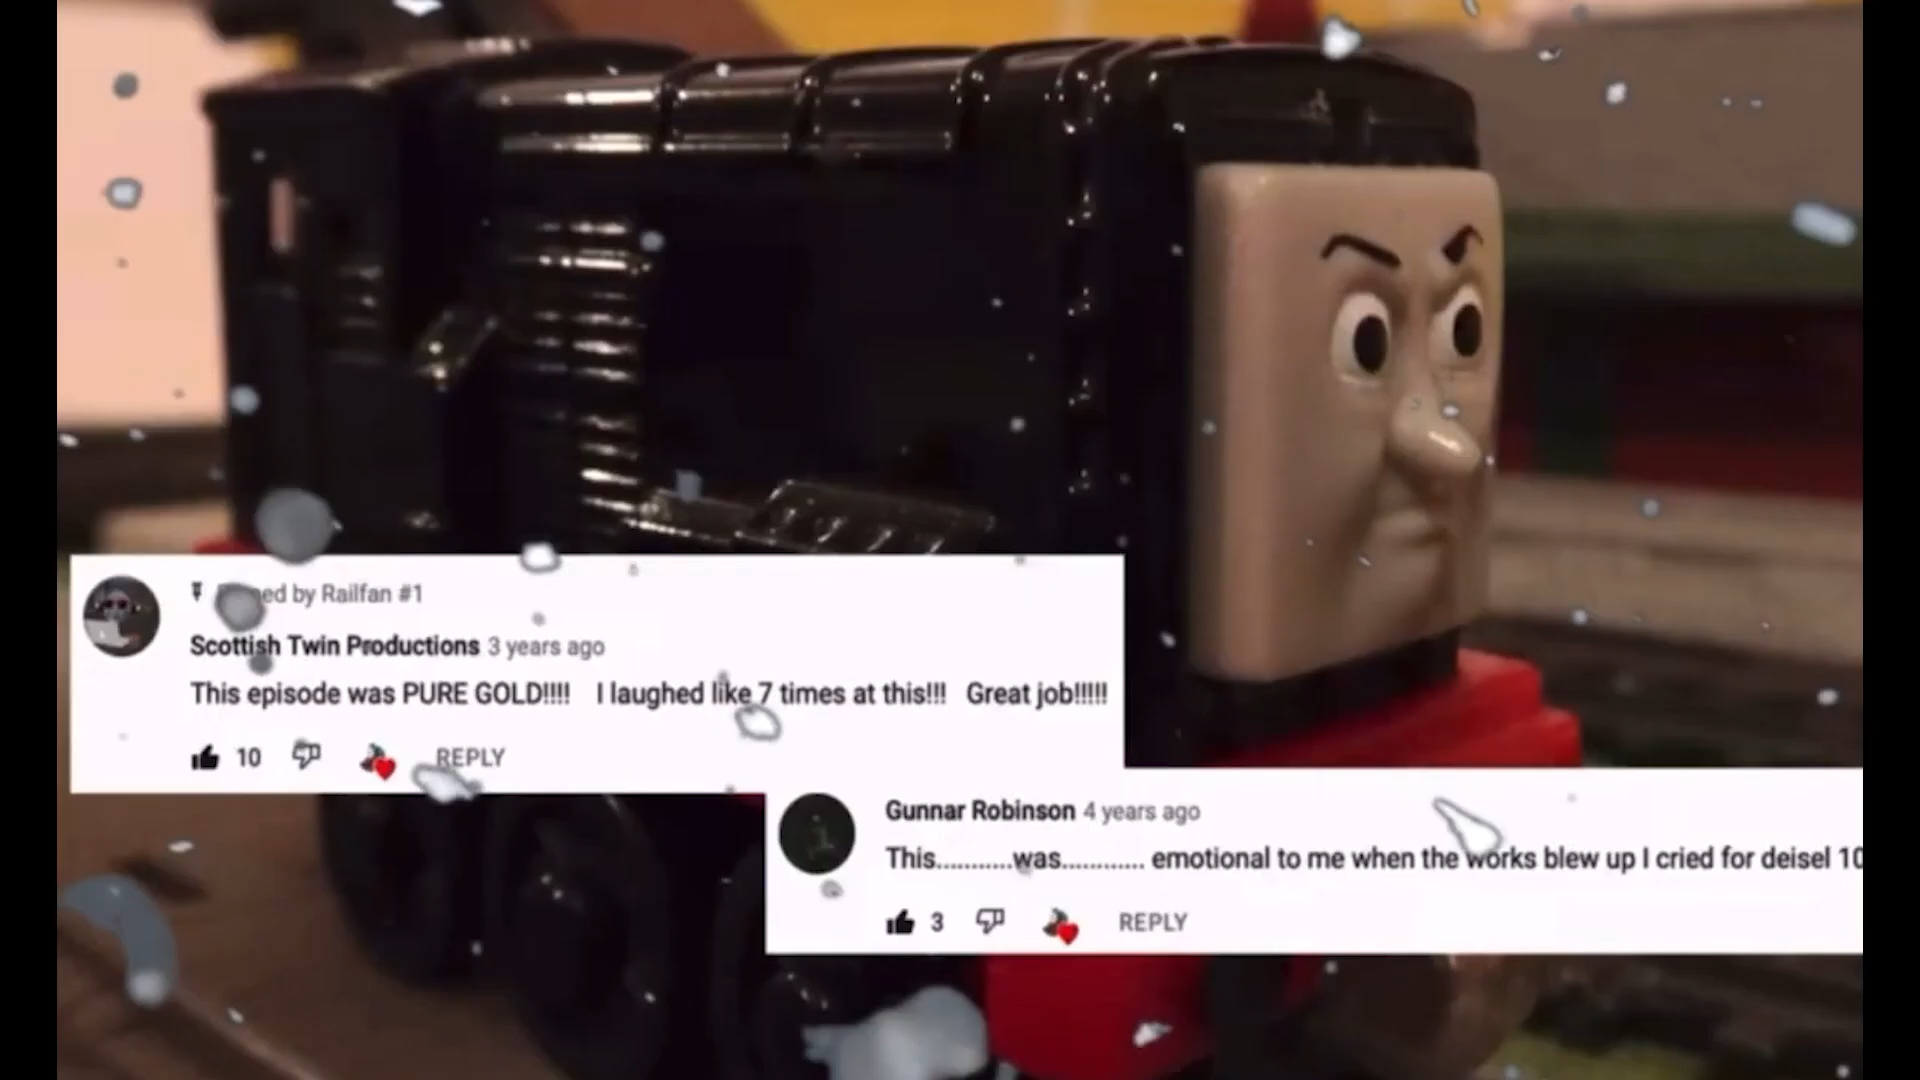 ed by Railfan #1
Scottish Twin Productions 3 years ago
This episode was PURE GOLD!!!! I laughed like 7 times at this!!! Great job!!!!!
10 REPLY
Gunnar Robinson 4 years ago
This...........was............ emotional to me when the works blew up I cried for deisel 10
3 REPLY